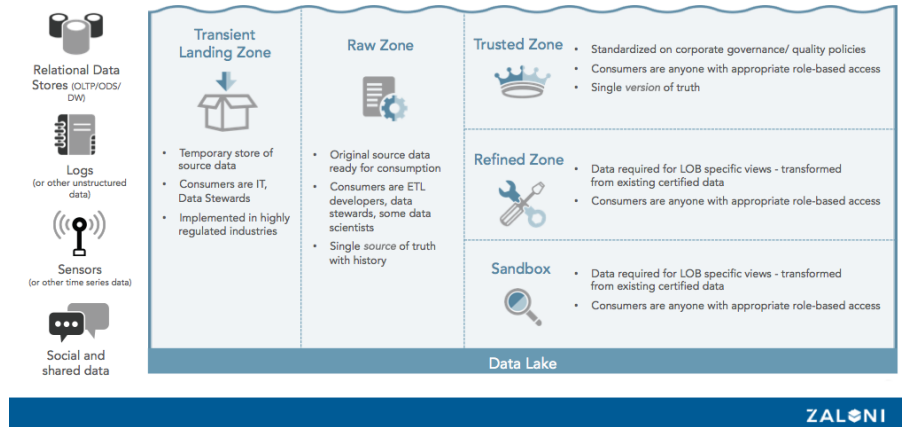 Relational Data
Stores (OLTP/ODS/
DW)
Logs
(or other unstructured
data)
Sensors
(or other time series data)
Social and
shared data
Transient
Landing Zone
• Temporary store of
source data
• Consumers are IT,
Data Stewards
• Implemented in highly
regulated industries
Raw Zone
• Original source data
ready for consumption
• Consumers are ETL
developers, data
stewards, some data
scientists
• Single source of truth
with history
Trusted Zone
• Standardized on corporate governance/ quality policies
• Consumers are anyone with appropriate role-based access
• Single version of truth
Refined Zone
• Data required for LOB specific views - transformed
from existing certified data
• Consumers are anyone with appropriate role-based access
Sandbox
• Data required for LOB specific views - transformed
from existing certified data
• Consumers are anyone with appropriate role-based access
Data Lake
ZALONI